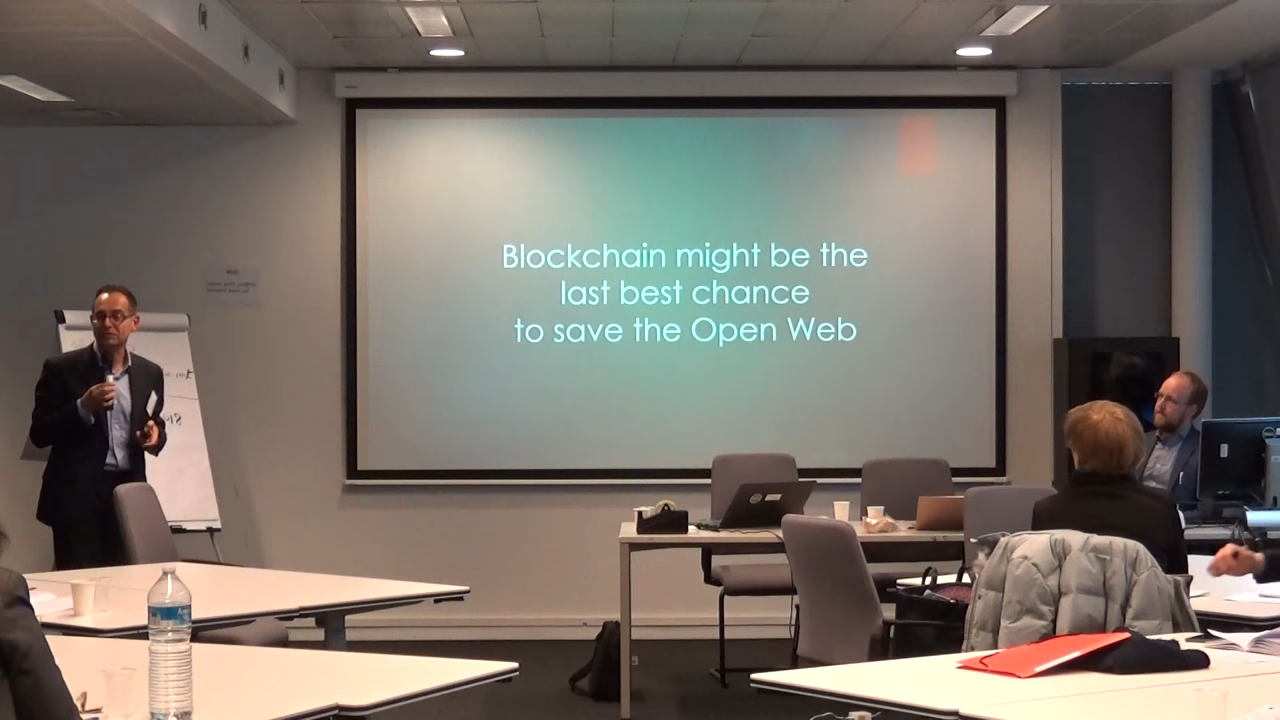 Blockchain might be the
last best chance
to save the Open Web